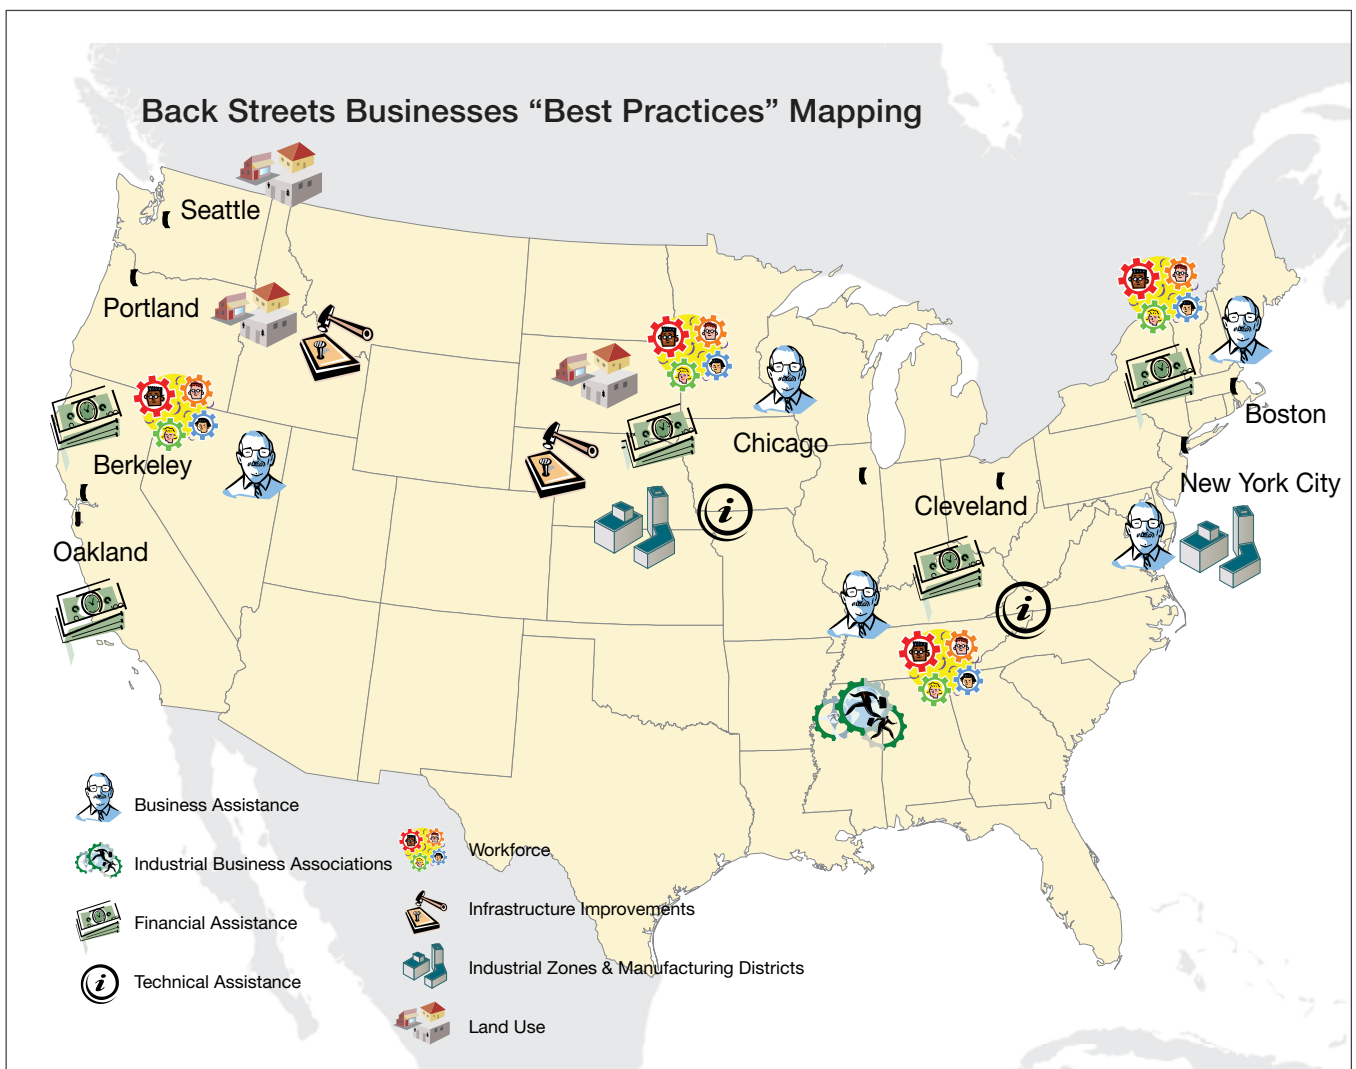 Back Streets Businesses “Best Practices” Mapping
Seattle
Portland
Berkeley
Oakland
Chicago
Cleveland
Boston
New York City
Business Assistance
Industrial Business Associations
Financial Assistance
Technical Assistance
Workforce
Infrastructure Improvements
Industrial Zones & Manufacturing Districts
Land Use